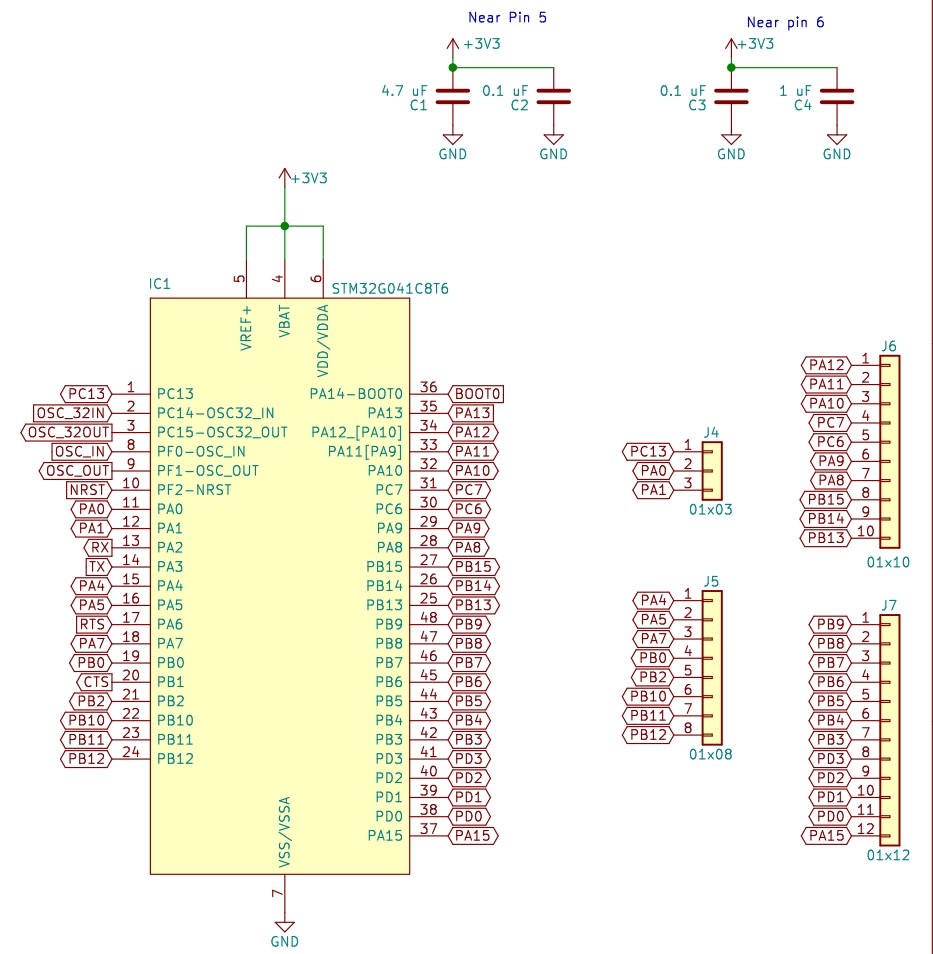 Near Pin 5
Near pin 6
+3V3
+3V3
4.7 uF
C1
0.1 uF
C2
0.1 uF
C3
1 uF
C4
GND
GND
GND
GND
+3V3
IC1
STM32G041C8T6
5
4
6
VREF+
VBAT
VDD/VDDA
PC13 1 PC13
OSC_32IN 2 PC14-OSC32_IN
OSC_32OUT 3 PC15-OSC32_OUT
OSC_IN 8 PF0-OSC_IN
OSC_OUT 9 PF1-OSC_OUT
NRST 10 PF2-NRST
PA0 11 PA0
PA1 12 PA1
RX 13 PA2
TX 14 PA3
PA4 15 PA4
PA5 16 PA5
RTS 17 PA6
PA7 18 PA7
PB0 19 PB0
CTS 20 PB1
PB2 21 PB2
PB10 22 PB10
PB11 23 PB11
PB12 24 PB12
PA14-BOOT0 36 BOOT0
PA13 35 PA13
PA12_[PA10] 34 PA12
PA11[PA9] 33 PA11
PA10 32 PA10
PC7 31 PC7
PC6 30 PC6
PA9 29 PA9
PA8 28 PA8
PB15 27 PB15
PB14 26 PB14
PB13 25 PB13
PB9 48 PB9
PB8 47 PB8
PB7 46 PB7
PB6 45 PB6
PB5 44 PB5
PB4 43 PB4
PB3 42 PB3
PD3 41 PD3
PD2 40 PD2
PD1 39 PD1
PD0 38 PD0
PA15 37 PA15
VSS/VSSA
7
GND
J4
PC13 1
PA0 2
PA1 3
01x03
J5
PA4 1
PA5 2
PA7 3
PB0 4
PB2 5
PB10 6
PB11 7
PB12 8
01x08
J6
PA12 1
PA11 2
PA10 3
PC7 4
PC6 5
PA9 6
PA8 7
PB15 8
PB14 9
PB13 10
01x10
J7
PB9 1
PB8 2
PB7 3
PB6 4
PB5 5
PB4 6
PB3 7
PD3 8
PD2 9
PD1 10
PD0 11
PA15 12
01x12